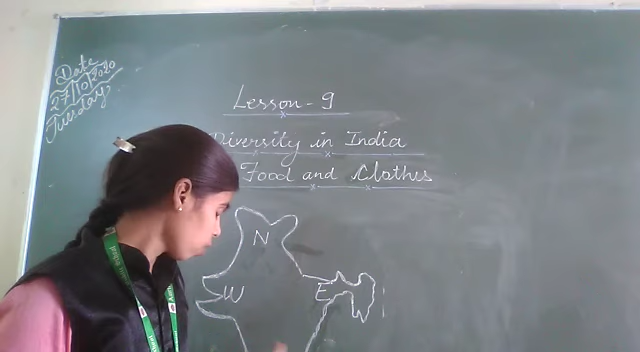 Date
27/10/2020
Tuesday
Lesson - 9
Diversity in India
Food and Clothes
N
W
E